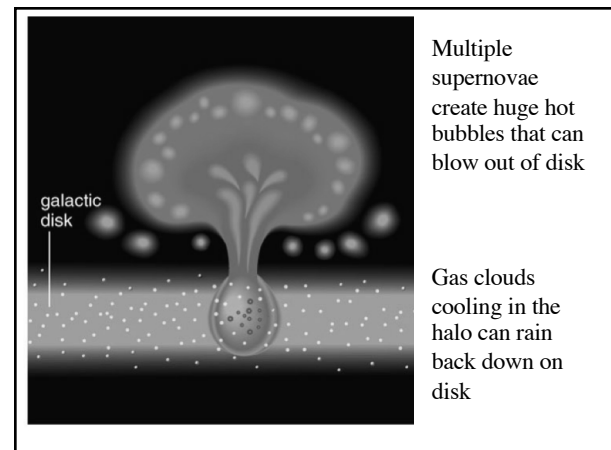 galactic
disk
Multiple
supernovae
create huge hot
bubbles that can
blow out of disk
Gas clouds
cooling in the
halo can rain
back down on
disk